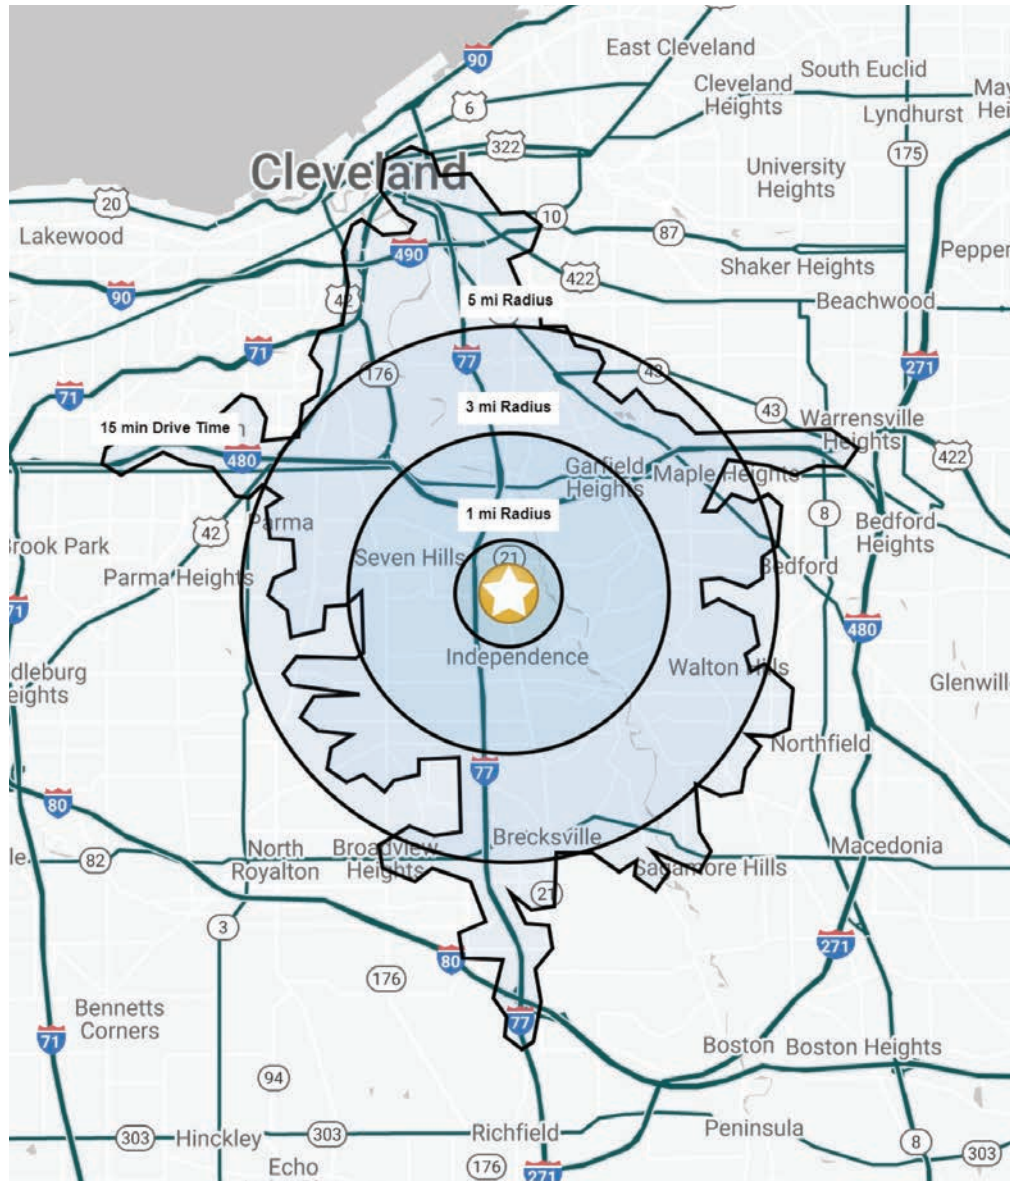 East Cleveland
South Euclid
90
Cleveland
Heights
May
Hei
6
Lyndhurst
322
Cleveland
175
University
Heights
20
10
Lakewood
87
490
Pepper
Shaker Heights
422
90
42
5 mi Radius
Beachwood
71
77
271
176
43
71
3 mi Radius
43
Warrensville
Heights
15 min Drive Time
480
422
Garfield
Heights
Maple Heights
1 mi Radius
8
Parma
42
Bedford
Heights
Brook Park
Seven Hills
21
Bedford
Parma Heights
71
480
Independence
Walton Hills
dleburg
eights
Glenwill
Northfield
77
80
Brecksville
Macedonia
le
82
North
Royalton
Broadview
Heights
Sagamore Hills
21
3
271
80
176
Bennetts
Corners
77
71
Boston
Boston Heights
94
303
Hinckley
303
Richfield
Peninsula
8
303
Echo
176
271